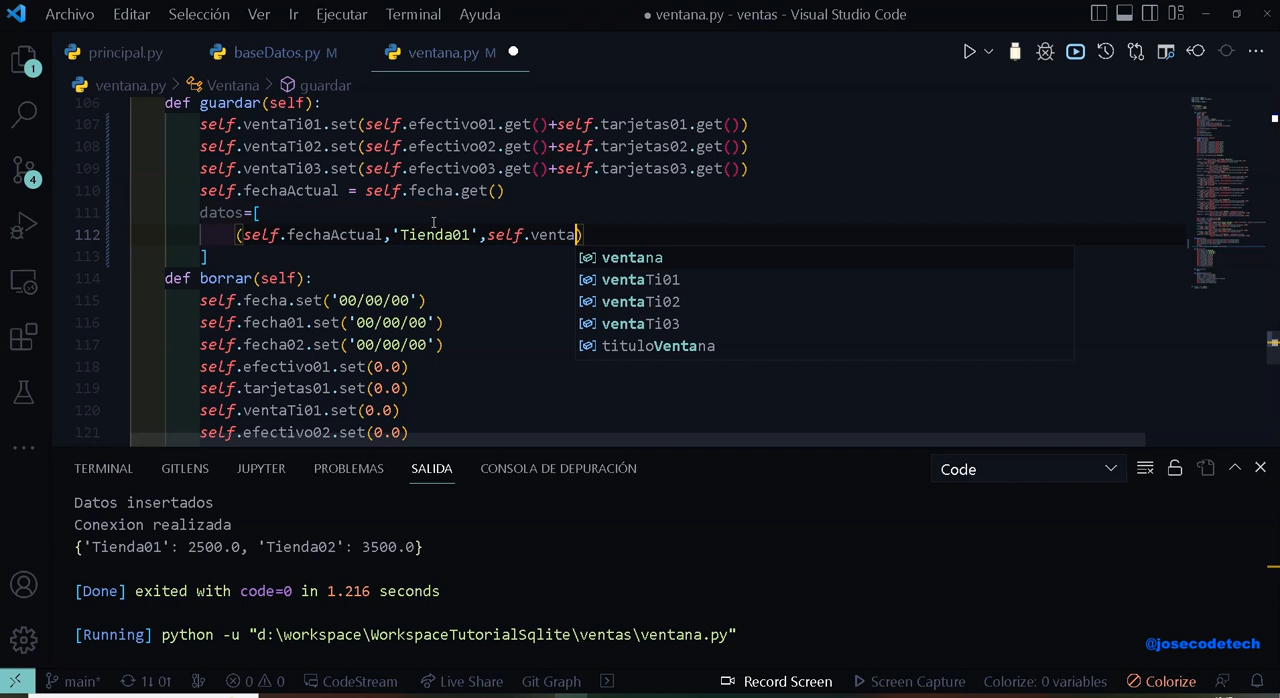 Archivo Editar Selección Ver Ir Ejecutar Terminal Ayuda ● ventana.py - ventas - Visual Studio Code
principal.py baseDatos.py M ventana.py M
ventana.py > Ventana > guardar
1
4
106 def guardar(self):
107 self.ventaTi01.set(self.efectivo01.get()+self.tarjetas01.get())
108 self.ventaTi02.set(self.efectivo02.get()+self.tarjetas02.get())
109 self.ventaTi03.set(self.efectivo03.get()+self.tarjetas03.get())
110 self.fechaActual = self.fecha.get()
111 datos=[
112 (self.fechaActual,'Tienda01',self.venta)
113 ]
ventana
ventaTi01
ventaTi02
ventaTi03
tituloVentana
114 def borrar(self):
115 self.fecha.set('00/00/00')
116 self.fecha01.set('00/00/00')
117 self.fecha02.set('00/00/00')
118 self.efectivo01.set(0.0)
119 self.tarjetas01.set(0.0)
120 self.ventaTi01.set(0.0)
121 self.efectivo02.set(0.0)
TERMINAL GITLENS JUPYTER PROBLEMAS SALIDA CONSOLA DE DEPURACIÓN Code
Datos insertados
Conexion realizada
{'Tienda01': 2500.0, 'Tienda02': 3500.0}
[Done] exited with code=0 in 1.216 seconds
[Running] python -u "d:\workspace\WorkspaceTutorialSqlite\ventas\ventana.py"
@josecodetech
main* 1↓ 0↑ 0 0 CodeStream Live Share Git Graph Record Screen Screen Capture Colorize: 0 variables Colorize